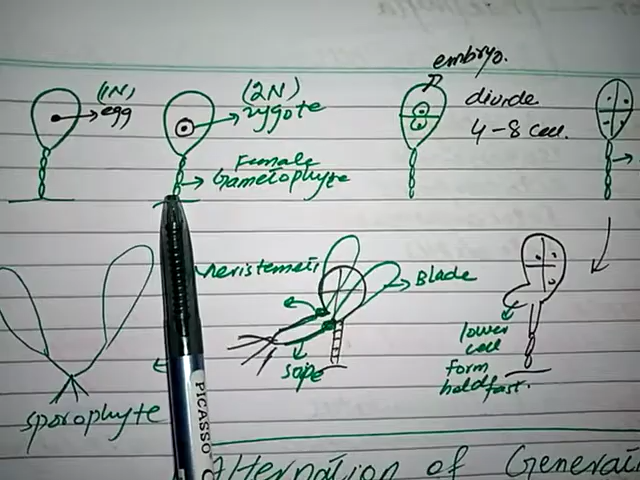 embryo.
(1N)
egg
(2N)
zygote
divide
4-8 cell.
Female
Gametophyte
Meristemati
Blade
Sape
lower
cell
form
holdfast.
sporophyte
PICASSO
Alternation of Generati